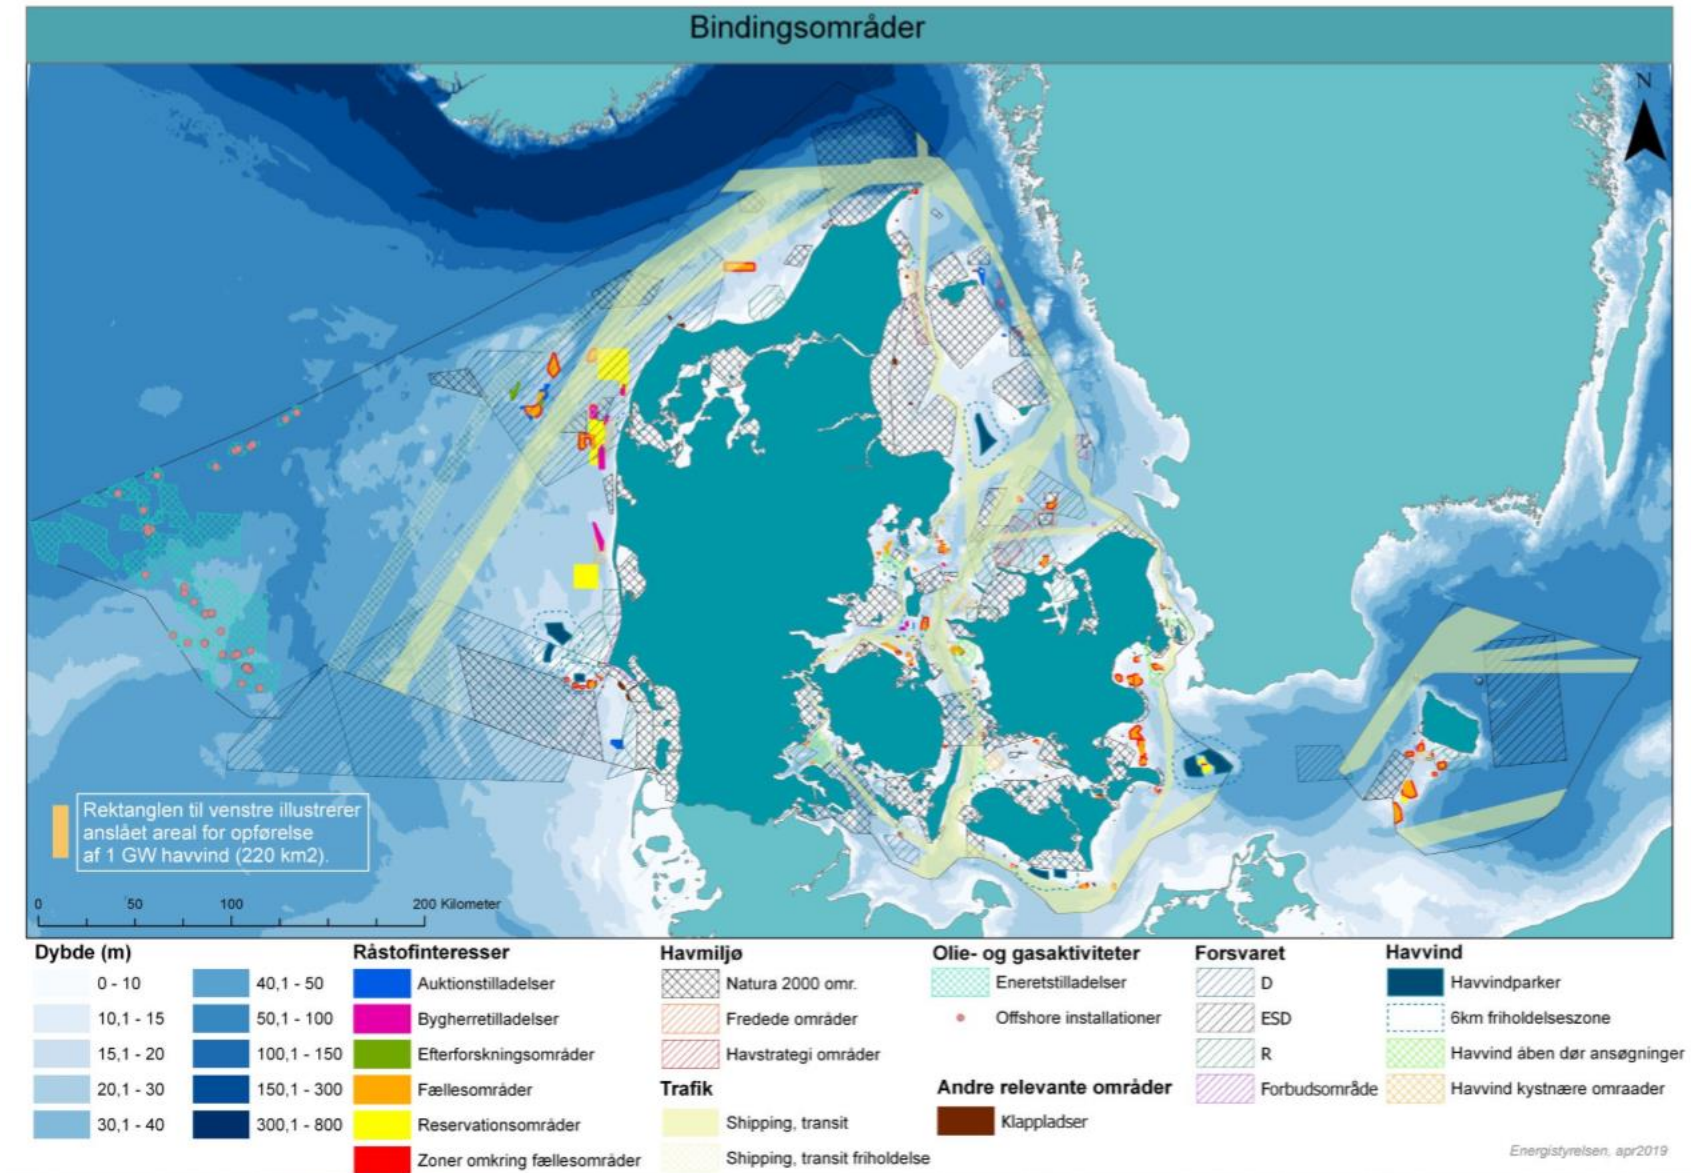 Bindingsområder
N
Rektanglen til venstre illustrerer
anslået areal for opførelse
af 1 GW havvind (220 km2).
0 50 100 200 Kilometer
Dybde (m)
0 - 10
10,1 - 15
15,1 - 20
20,1 - 30
30,1 - 40
40,1 - 50
50,1 - 100
100,1 - 150
150,1 - 300
300,1 - 800
Råstofinteresser
Auktionstilladelser
Bygherretilladelser
Efterforskningsområder
Fællesområder
Reservationsområder
Zoner omkring fællesområder
Havmiljø
Natura 2000 omr.
Fredede områder
Havstrategi områder
Trafik
Shipping, transit
Shipping, transit friholdelse
Olie- og gasaktiviteter
Eneretstilladelser
Offshore installationer
Andre relevante områder
Klappladser
Forsvaret
D
ESD
R
Forbudsområde
Havvind
Havvindparker
6km friholdelseszone
Havvind åben dør ansøgninger
Havvind kystnære omraader
Energistyrelsen, apr2019